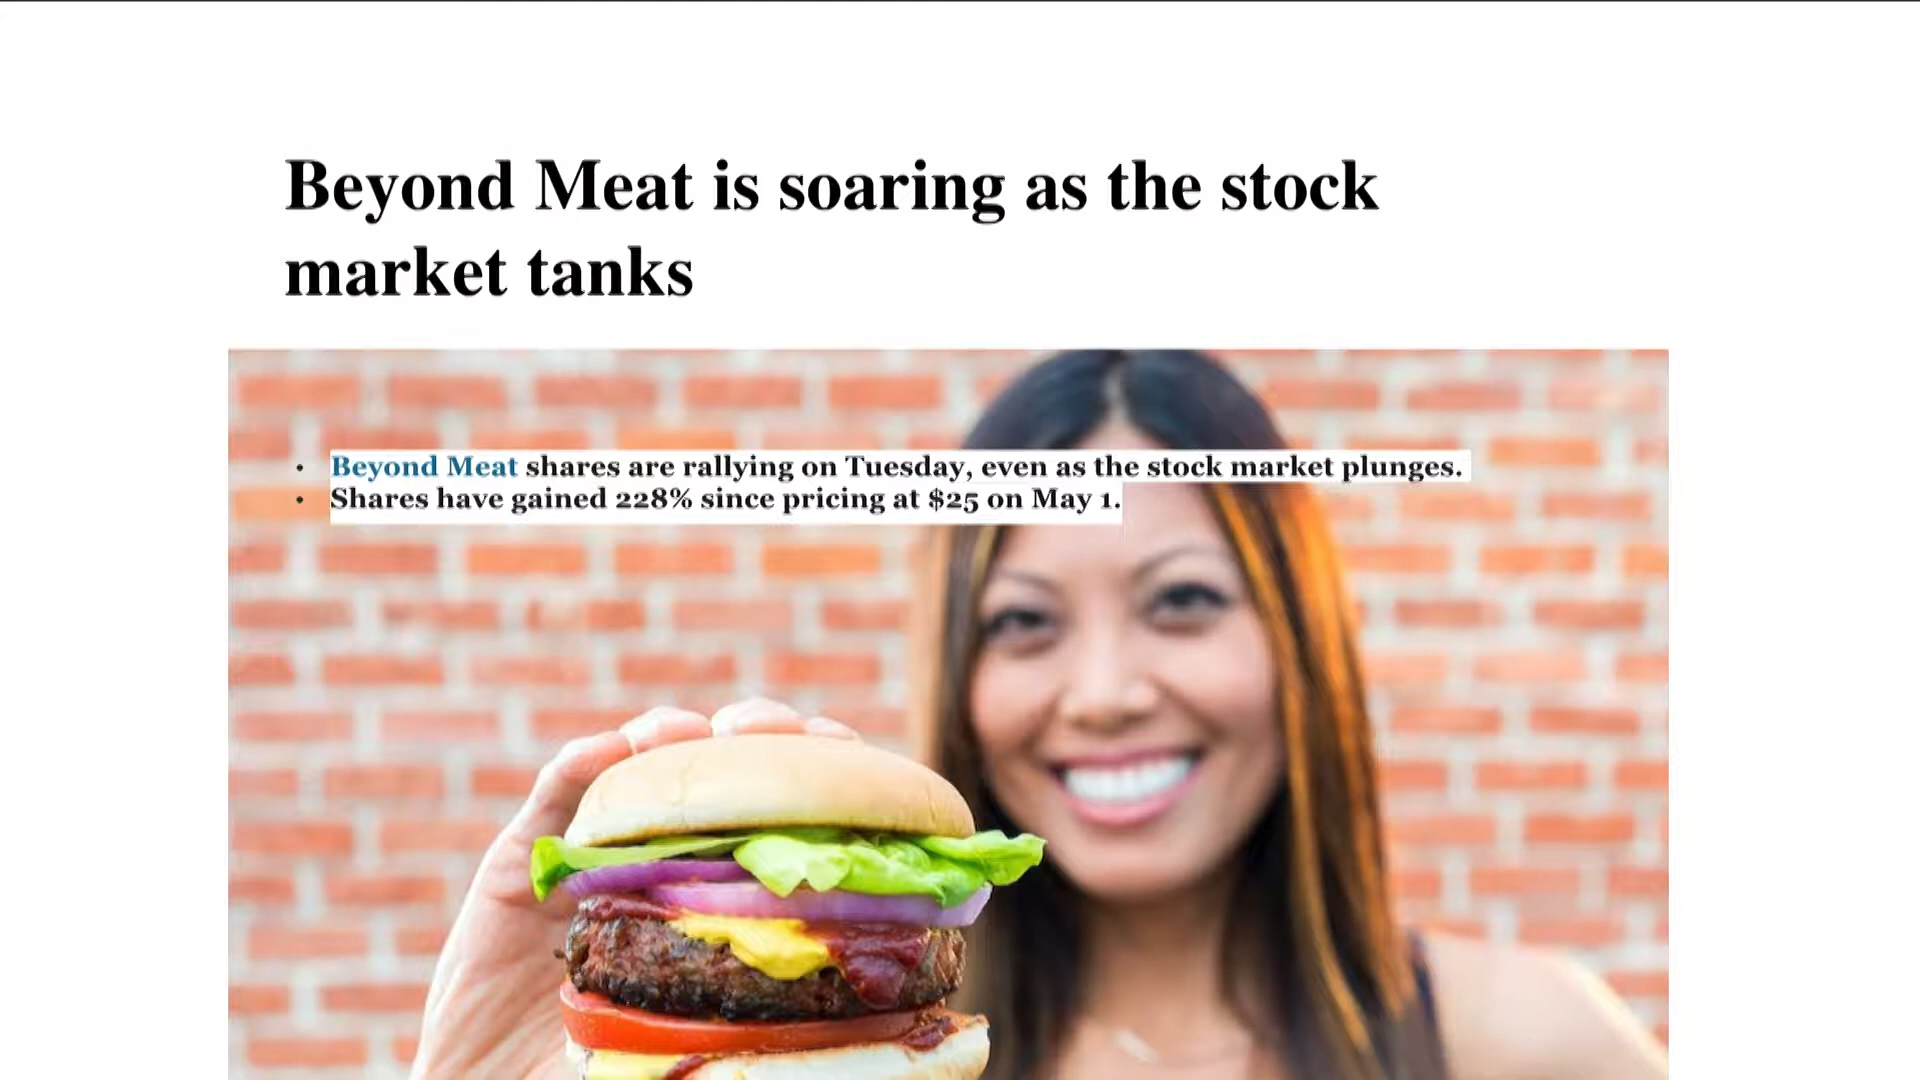 Beyond Meat is soaring as the stock
market tanks
• Beyond Meat shares are rallying on Tuesday, even as the stock market plunges.
• Shares have gained 228% since pricing at $25 on May 1.